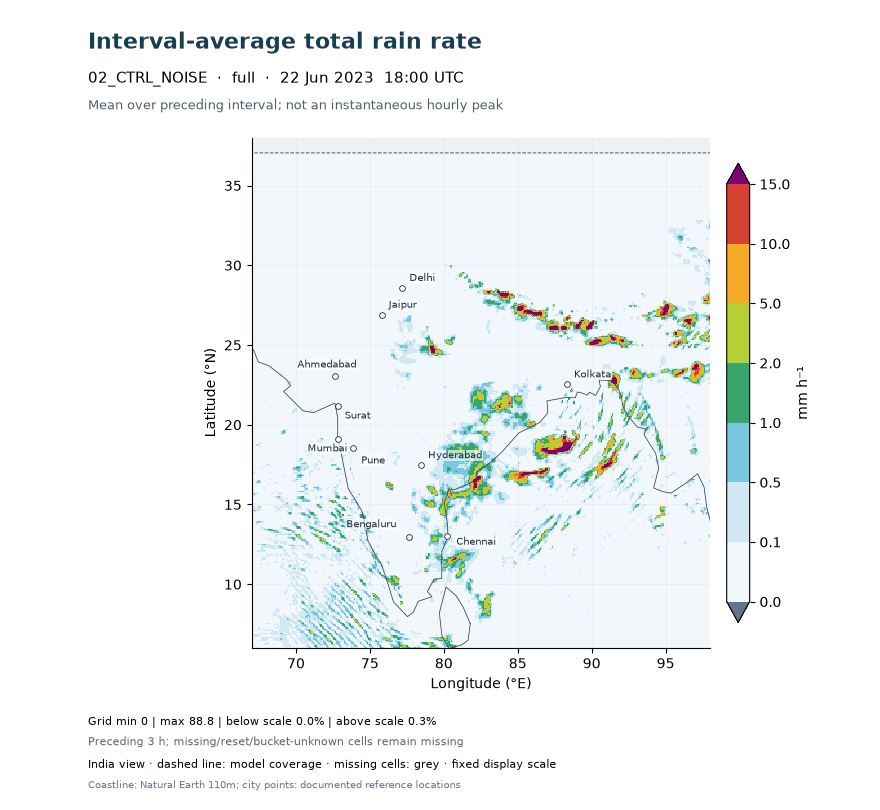 Interval-average total rain rate
02_CTRL_NOISE · full · 22 Jun 2023 18:00 UTC
Mean over preceding interval; not an instantaneous hourly peak
35
30
25
20
15
10
Latitude (°N)
70
75
80
85
90
95
Longitude (°E)
Delhi
Jaipur
Ahmedabad
Kolkata
Surat
Mumbai
Pune
Hyderabad
Bengaluru
Chennai
15.0
10.0
5.0
2.0
1.0
0.5
0.1
0.0
mm h⁻¹
Grid min 0 | max 88.8 | below scale 0.0% | above scale 0.3%
Preceding 3 h; missing/reset/bucket-unknown cells remain missing
India view · dashed line: model coverage · missing cells: grey · fixed display scale
Coastline: Natural Earth 110m; city points: documented reference locations